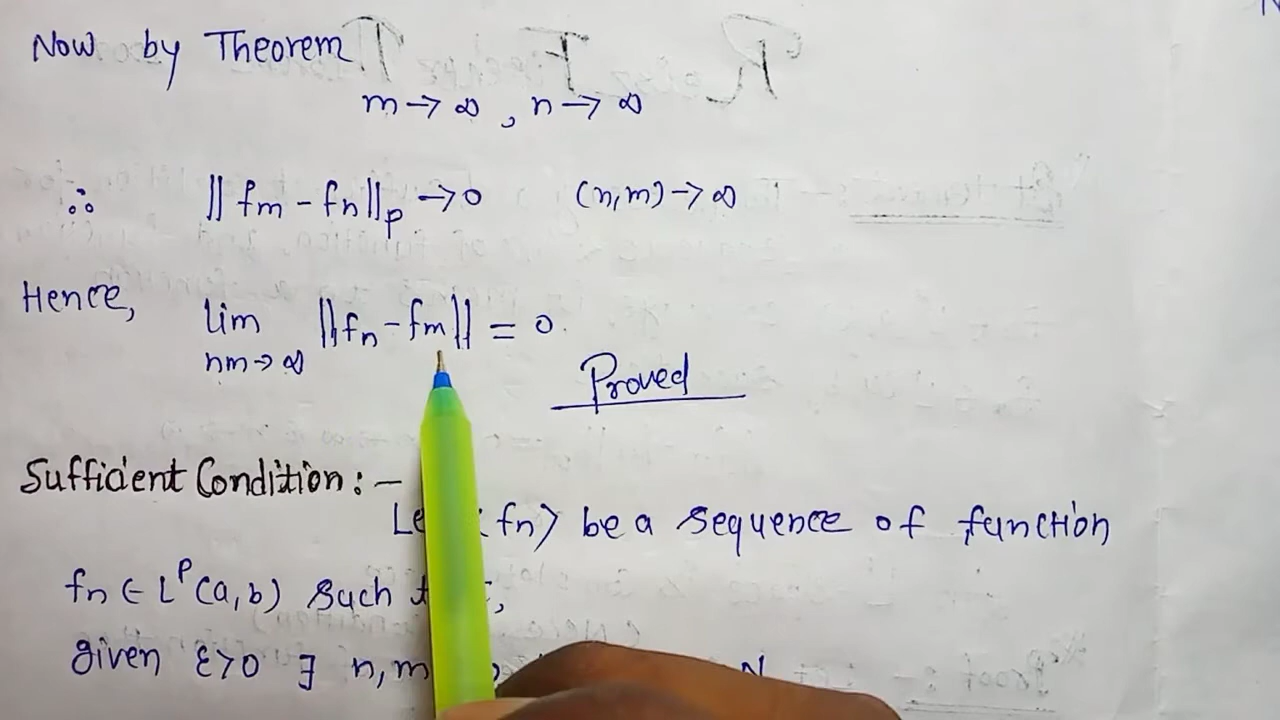 Now by Theorem
m → ∞ , n → ∞
∴ || fm - fn ||p → 0 (n,m) → ∞
Hence, lim ||fn - fm|| = 0.
nm → ∞
Proved
Sufficient Condition : -
fn> be a sequence of function
fn ∈ L^p (a,b) such
given ε>0 ∃ n,m N